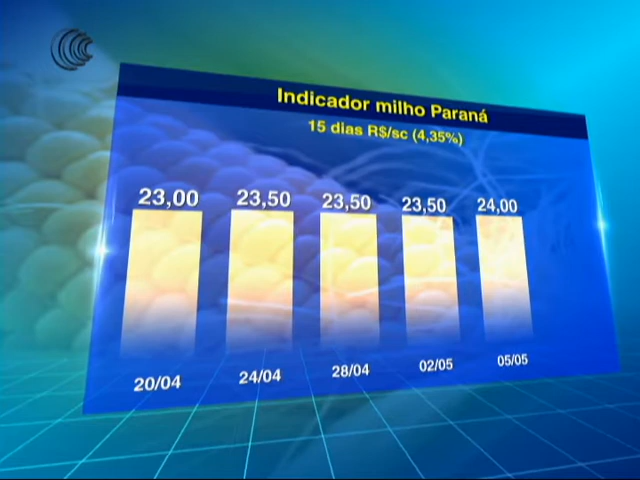 Indicador milho Paraná
15 dias R$/sc (4,35%)
23,00 23,50 23,50 23,50 24,00
20/04 24/04 28/04 02/05 05/05